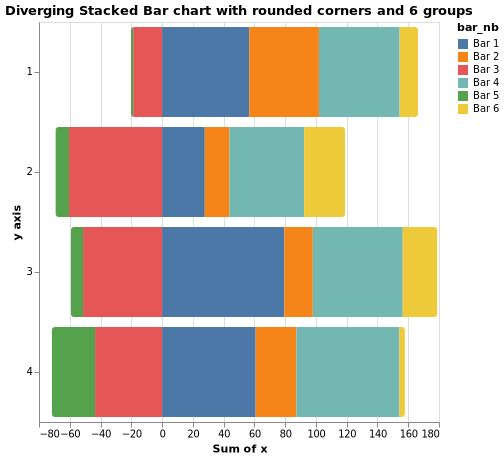 Diverging Stacked Bar chart with rounded corners and 6 groups
bar_nb
Bar 1
Bar 2
Bar 3
Bar 4
Bar 5
Bar 6
y axis
1
2
3
4
−80 −60 −40 −20 0 20 40 60 80 100 120 140 160 180
Sum of x